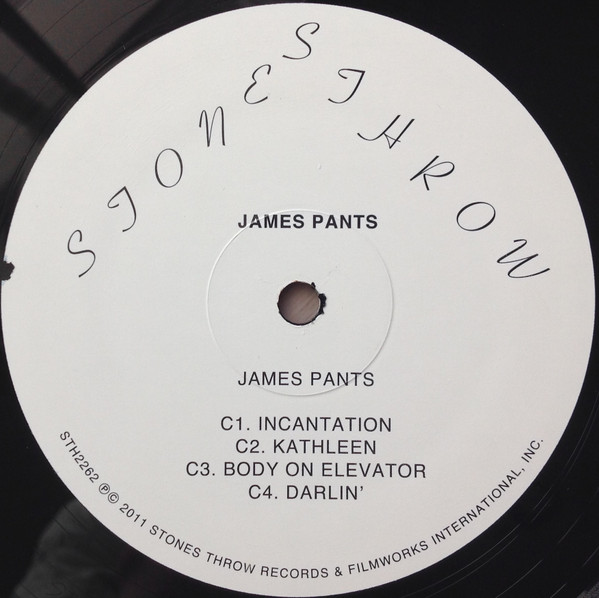 STONES THROW
JAMES PANTS
JAMES PANTS
C1. INCANTATION
C2. KATHLEEN
C3. BODY ON ELEVATOR
C4. DARLIN'
STH2262 ℗© 2011 STONES THROW RECORDS & FILMWORKS INTERNATIONAL, INC.